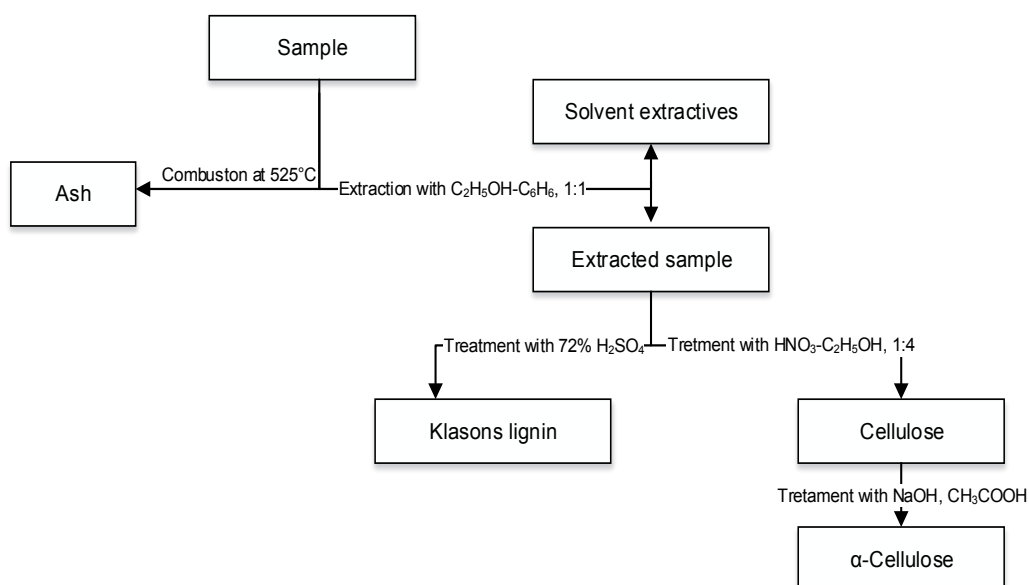 Sample
Solvent extractives
Combuston at 525°C
Ash
Extraction with C₂H₅OH-C₆H₆, 1:1
Extracted sample
Treatment with 72% H₂SO₄
Tretment with HNO₃-C₂H₅OH, 1:4
Klasons lignin
Cellulose
Tretament with NaOH, CH₃COOH
α-Cellulose